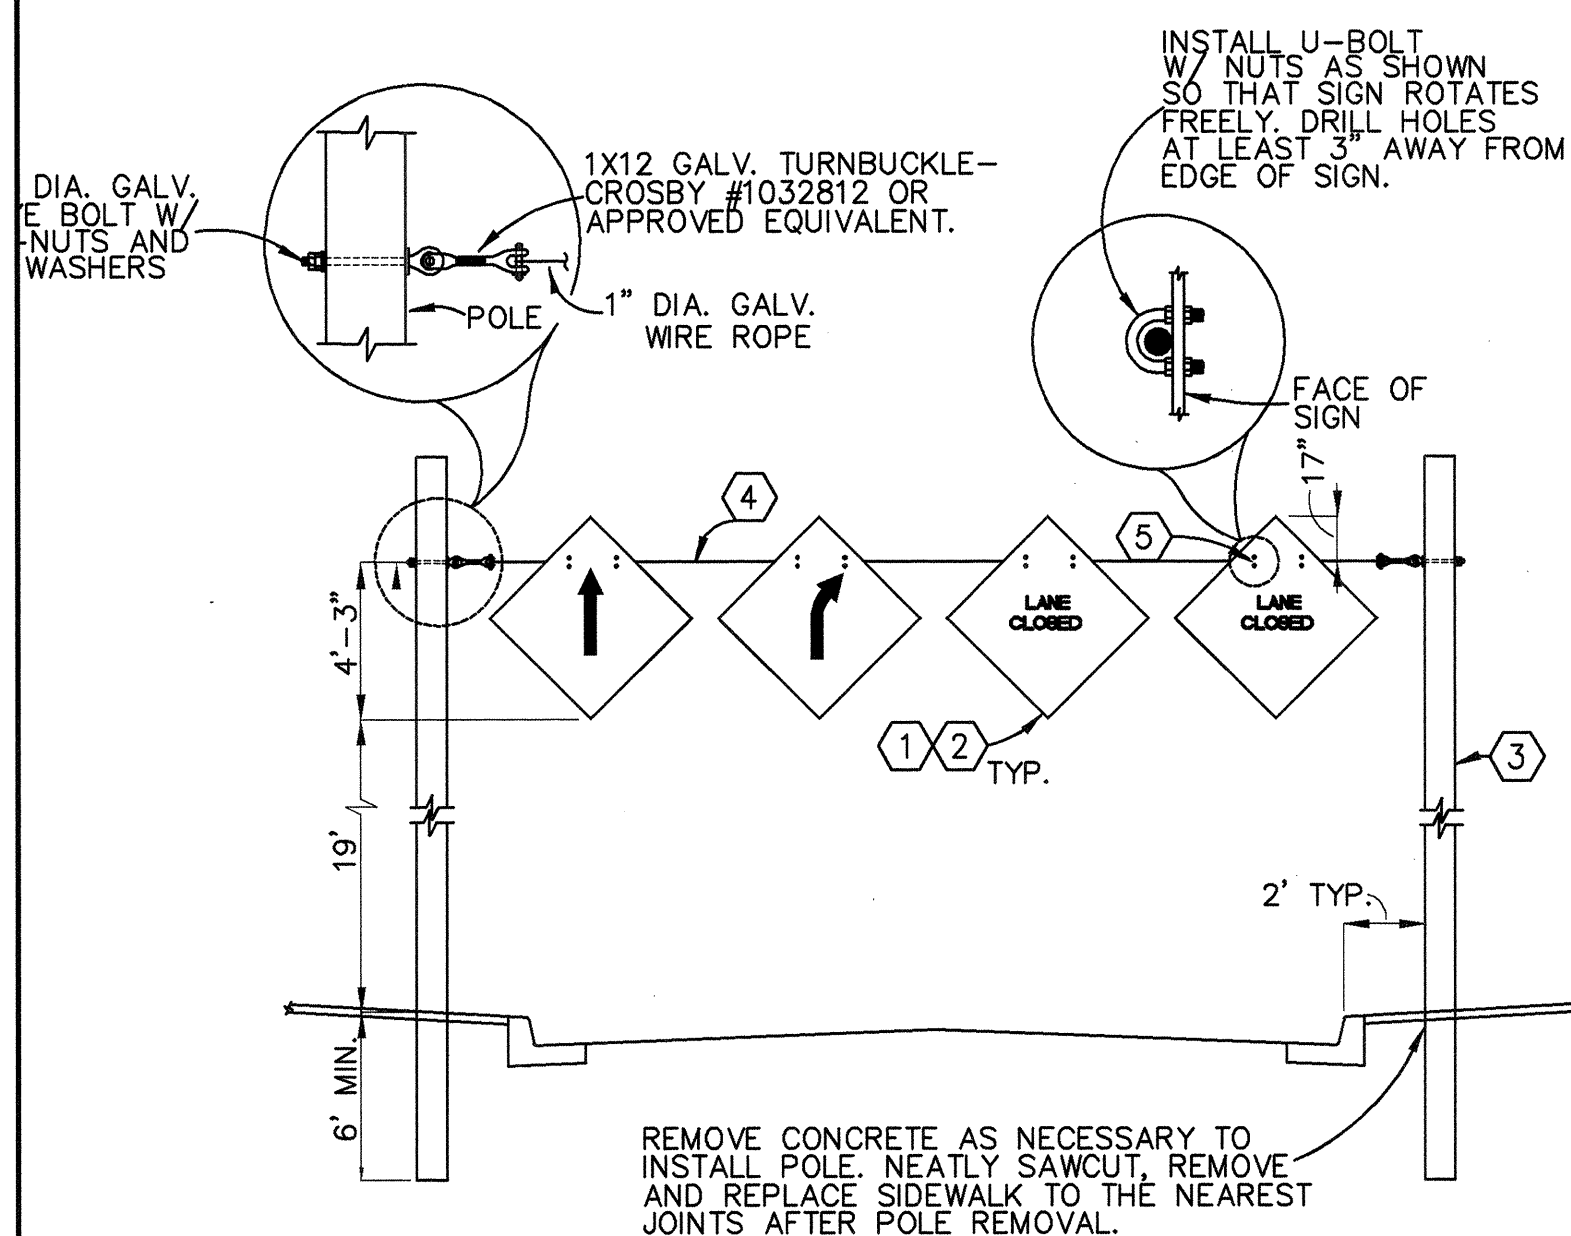 INSTALL U-BOLT
W/ NUTS AS SHOWN
SO THAT SIGN ROTATES
FREELY. DRILL HOLES
AT LEAST 3" AWAY FROM
EDGE OF SIGN.
1X12 GALV. TURNBUCKLE-
CROSBY #1032812 OR
APPROVED EQUIVALENT.
DIA. GALV.
E BOLT W/
-NUTS AND
WASHERS
POLE
1" DIA. GALV.
WIRE ROPE
FACE OF
SIGN
17"
4
5
4'-3"
LANE
CLOSED
LANE
CLOSED
1
2
TYP.
3
19'
2' TYP.
6' MIN.
REMOVE CONCRETE AS NECESSARY TO
INSTALL POLE. NEATLY SAWCUT, REMOVE
AND REPLACE SIDEWALK TO THE NEAREST
JOINTS AFTER POLE REMOVAL.